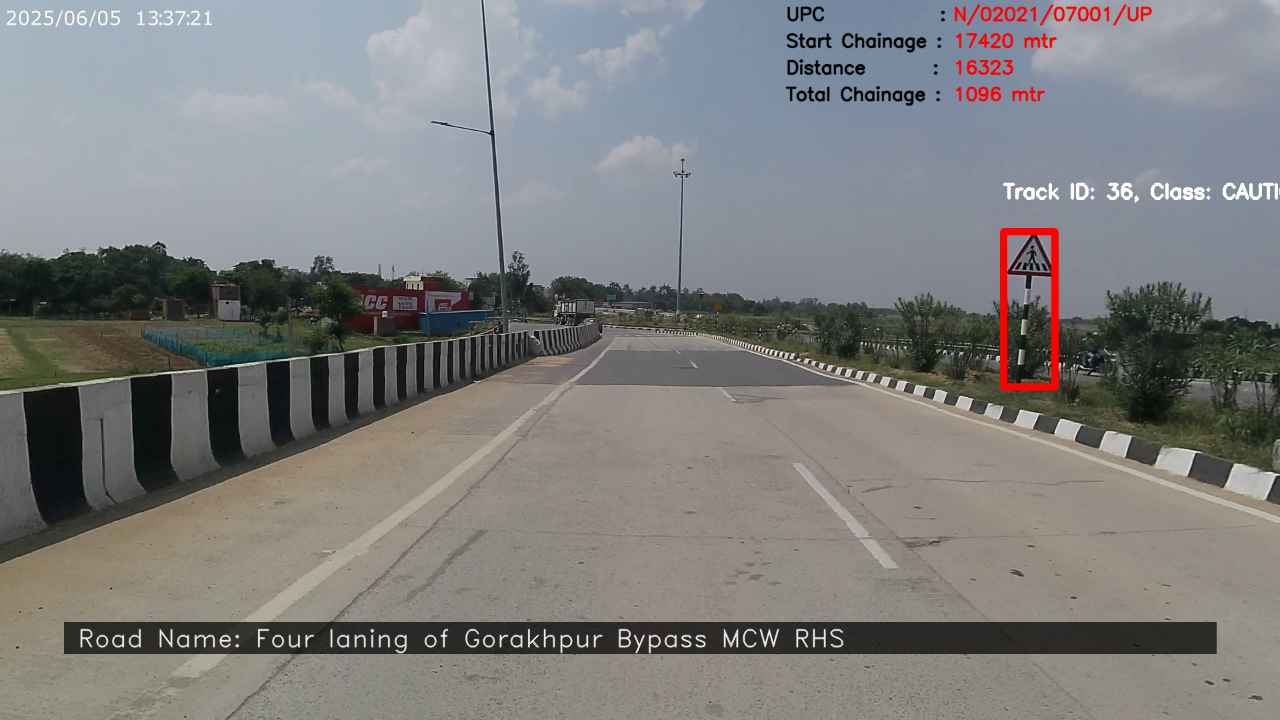 2025/06/05 13:37:21
UPC : N/02021/07001/UP
Start Chainage : 17420 mtr
Distance : 16323
Total Chainage : 1096 mtr
Track ID: 36, Class: CAUTI
CC
Road Name: Four laning of Gorakhpur Bypass MCW RHS